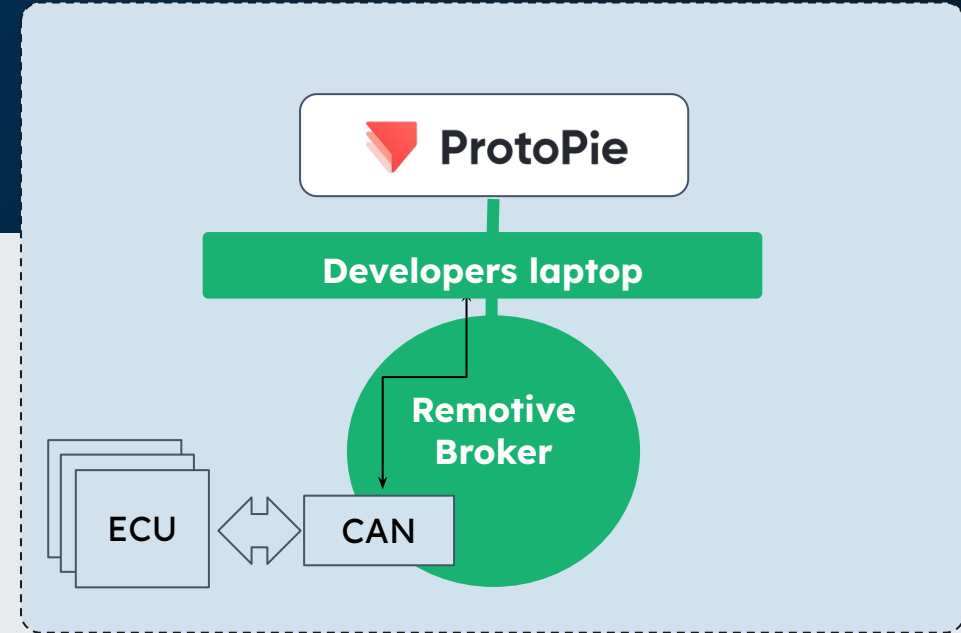 ProtoPie
Developers laptop
Remotive
Broker
ECU
CAN